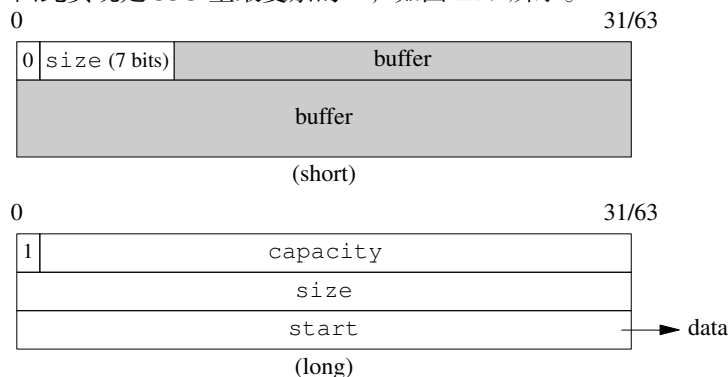 0 31/63
0 size (7 bits) buffer
buffer
(short)
0 31/63
1 capacity
size
start data
(long)